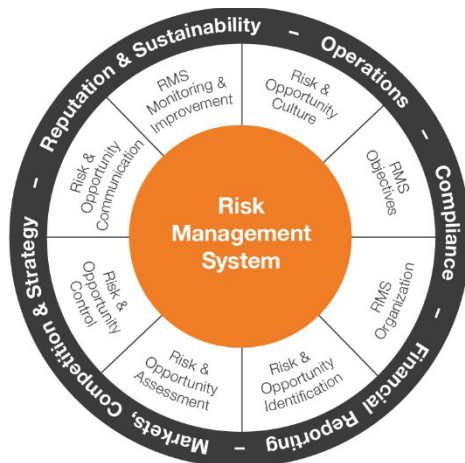 Reputation & Sustainability – Operations – Compliance – Financial Reporting – Markets, Competition & Strategy –
Risk &
Opportunity
Culture
RMS
Objectives
RMS
Organization
Risk &
Opportunity
Identification
Risk &
Opportunity
Assessment
Risk &
Opportunity
Control
Risk &
Opportunity
Communication
RMS
Monitoring &
Improvement
Risk
Management
System